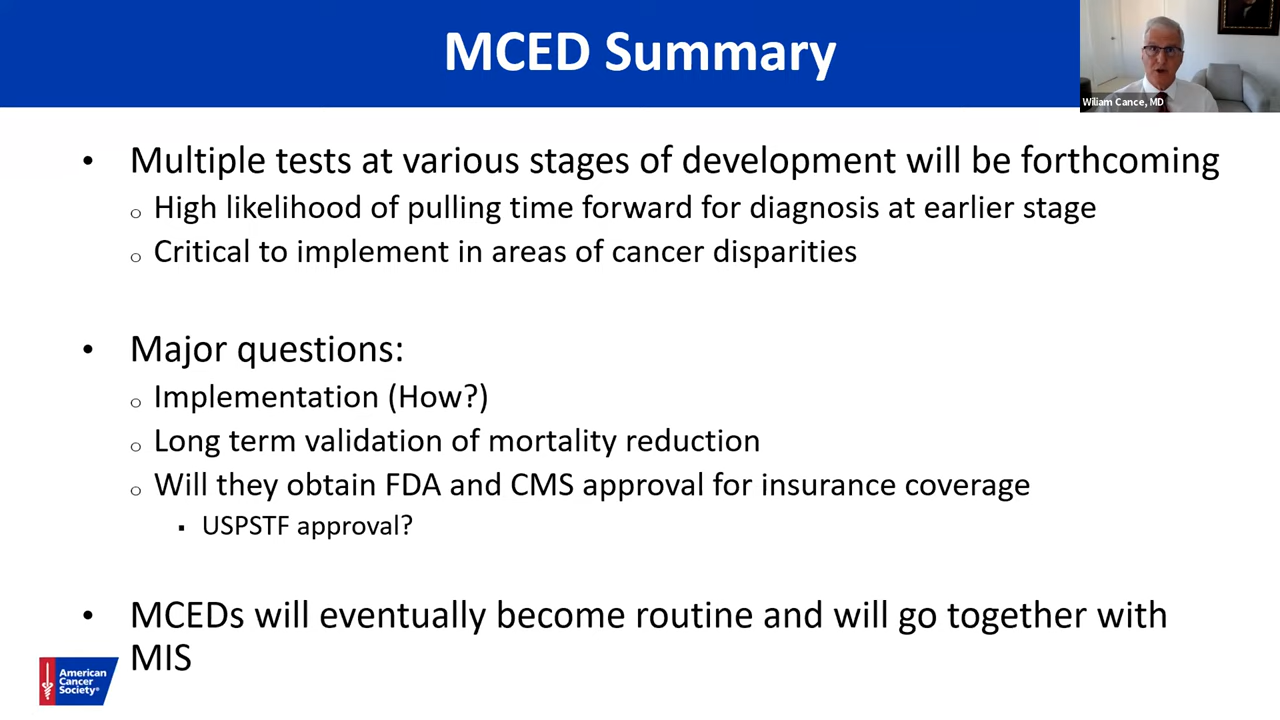 MCED Summary
Wiliam Cance, MD
• Multiple tests at various stages of development will be forthcoming
o High likelihood of pulling time forward for diagnosis at earlier stage
o Critical to implement in areas of cancer disparities
• Major questions:
o Implementation (How?)
o Long term validation of mortality reduction
o Will they obtain FDA and CMS approval for insurance coverage
▪ USPSTF approval?
• MCEDs will eventually become routine and will go together with
MIS
American
Cancer
Society®